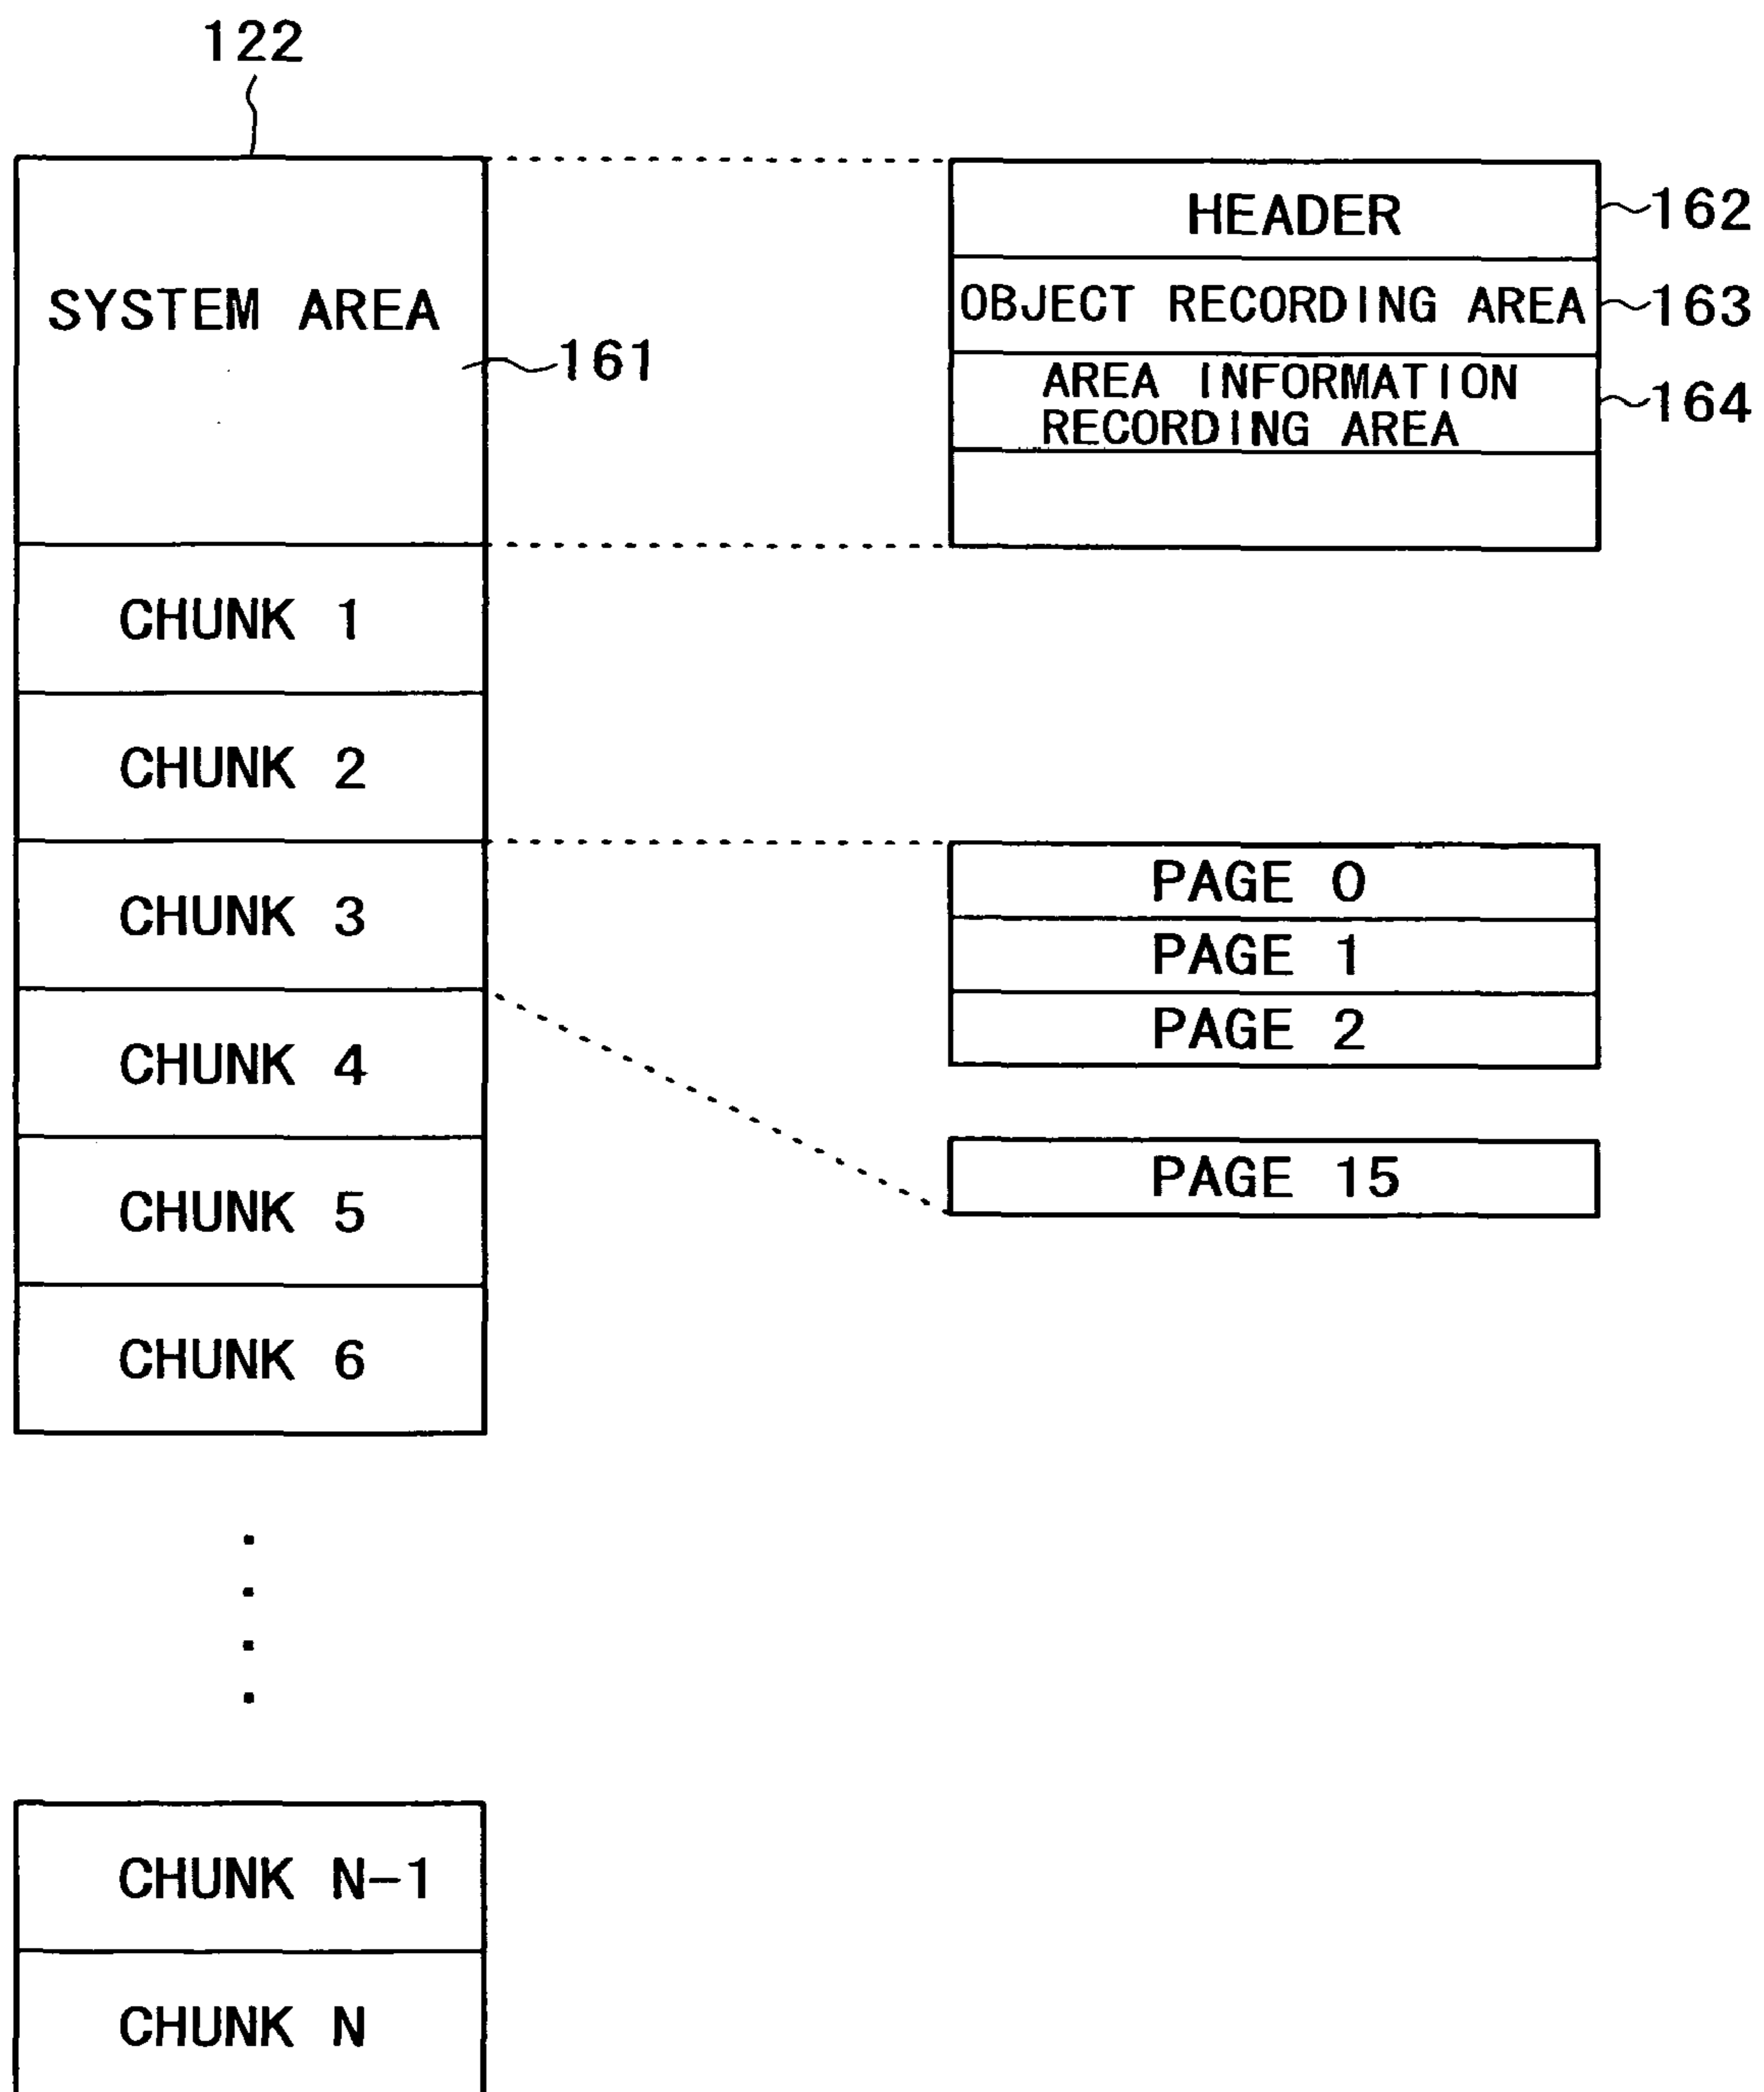 122
SYSTEM AREA
161
HEADER
162
OBJECT RECORDING AREA
163
AREA INFORMATION
RECORDING AREA
164
CHUNK 1
CHUNK 2
CHUNK 3
CHUNK 4
CHUNK 5
CHUNK 6
PAGE 0
PAGE 1
PAGE 2
PAGE 15
CHUNK N-1
CHUNK N